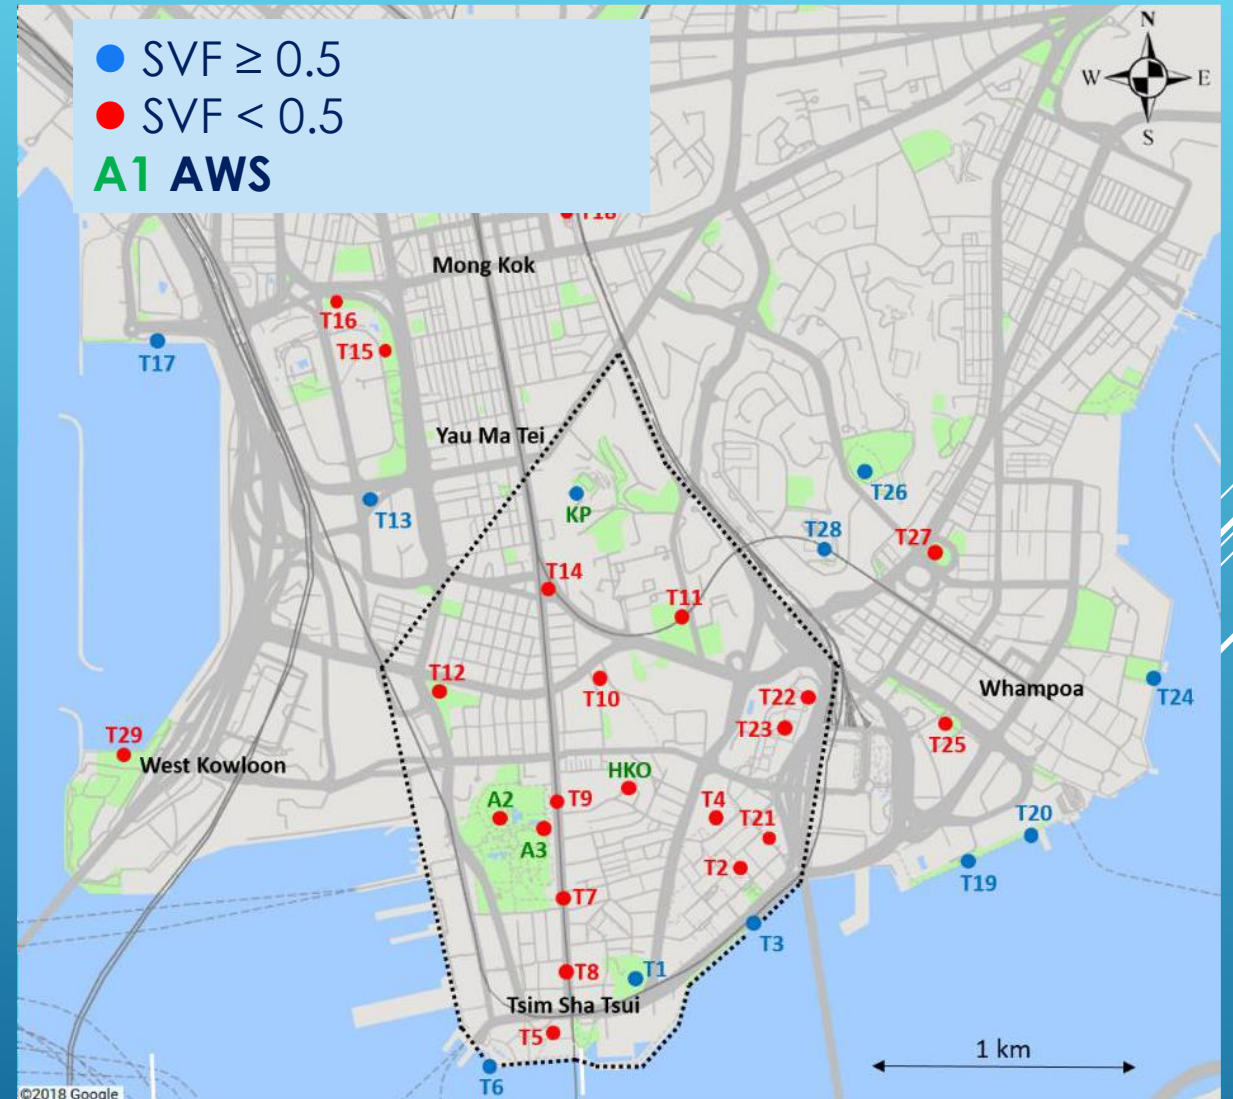 SVF ≥ 0.5
SVF < 0.5
A1 AWS
N
W
E
S
T18
Mong Kok
T16
T15
T17
Yau Ma Tei
KP
T13
T26
T28
T27
T14
T11
T12
T10
T22
T23
Whampoa
T24
T25
T29
West Kowloon
HKO
A2
T9
A3
T4
T21
T2
T20
T19
T7
T3
T8
T1
Tsim Sha Tsui
T5
T6
1 km
©2018 Google